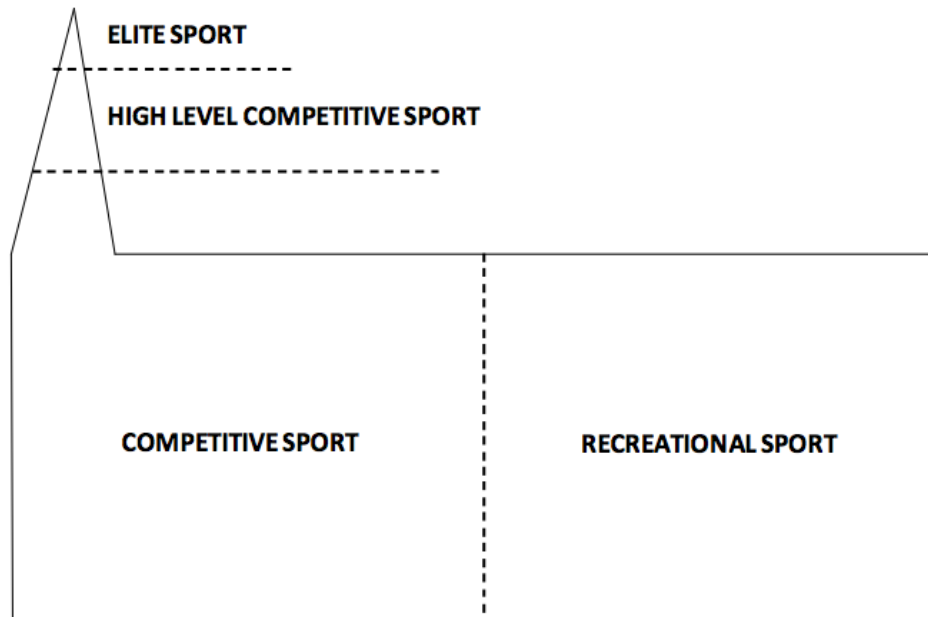 ELITE SPORT
HIGH LEVEL COMPETITIVE SPORT
COMPETITIVE SPORT
RECREATIONAL SPORT